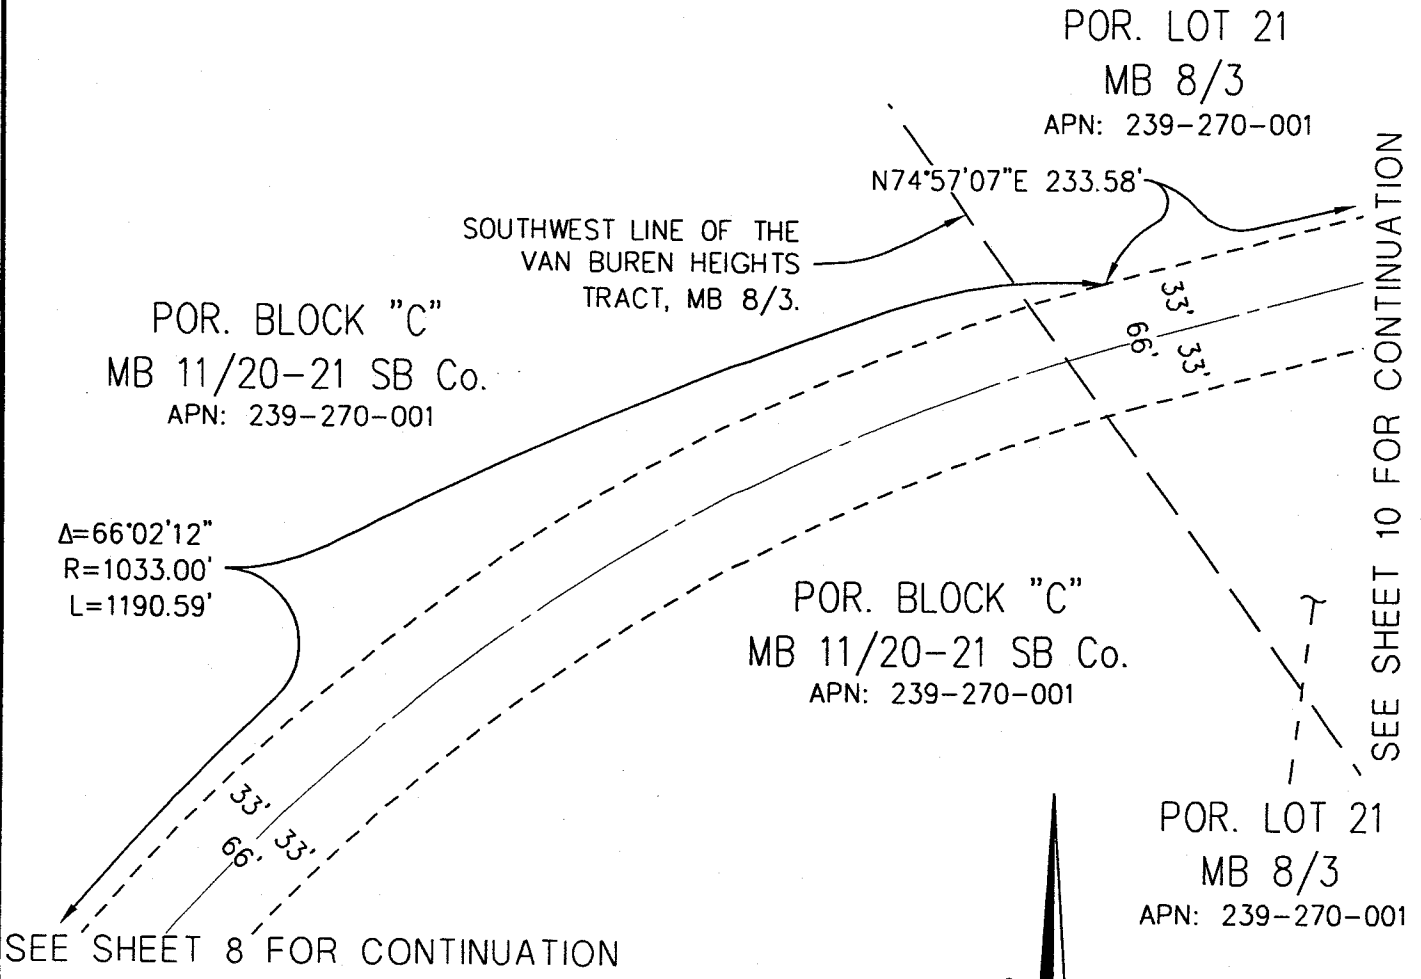 POR. LOT 21
MB 8/3
APN: 239-270-001
N74°57'07"E 233.58'
SOUTHWEST LINE OF THE
VAN BUREN HEIGHTS
TRACT, MB 8/3.
POR. BLOCK "C"
MB 11/20-21 SB Co.
APN: 239-270-001
33'
66'
33'
SEE SHEET 10 FOR CONTINUATION
Δ=66°02'12"
R=1033.00'
L=1190.59'
POR. BLOCK "C"
MB 11/20-21 SB Co.
APN: 239-270-001
33'
66'
33'
POR. LOT 21
MB 8/3
APN: 239-270-001
SEE SHEET 8 FOR CONTINUATION